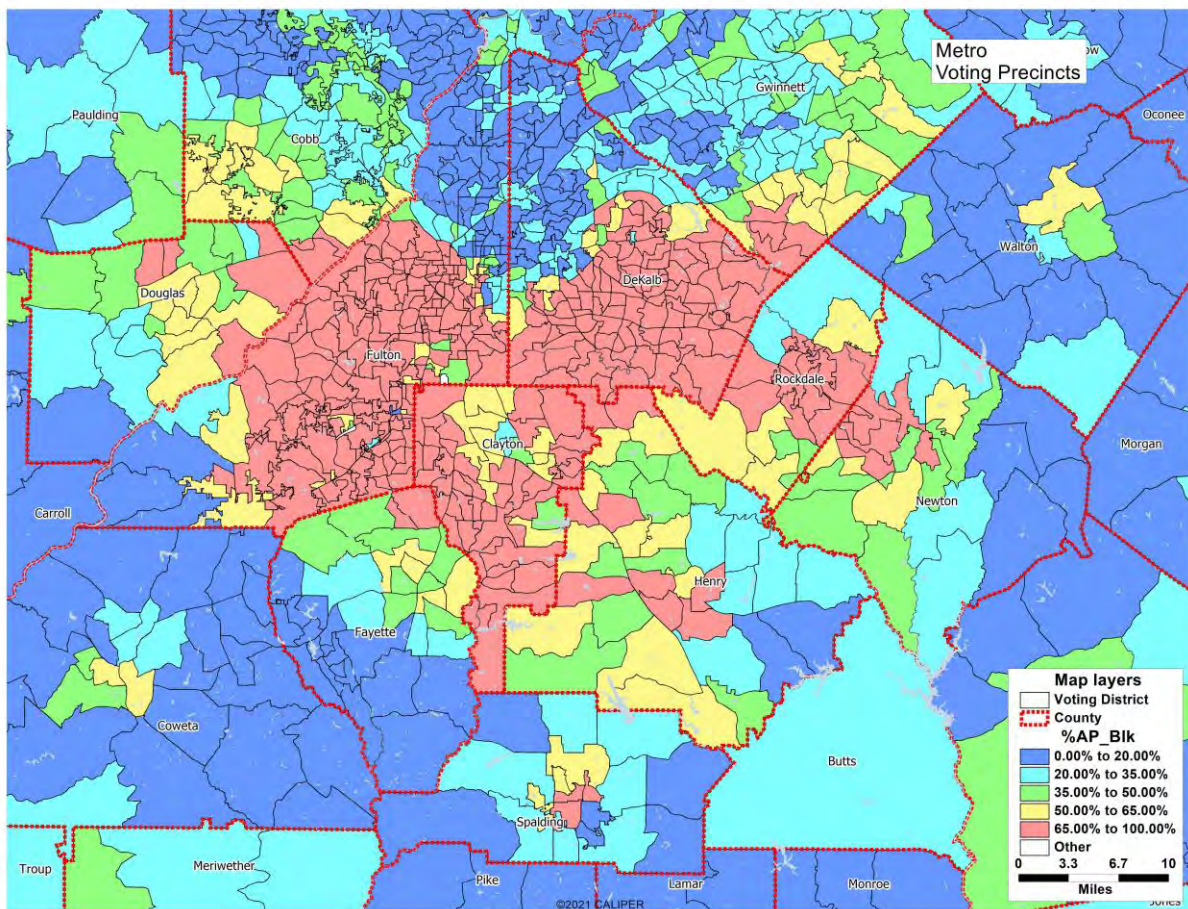 Metro
Voting Precincts
ow
Gwinnett
Oconee
Paulding
Cobb
Walton
DeKalb
Douglas
Fulton
Rockdale
Clayton
Morgan
Newton
Carroll
Henry
Fayette
Coweta
Butts
Spalding
Troup
Meriwether
Pike
Lamar
Monroe
Jones
Map layers
Voting District
County
%AP_Blk
0.00% to 20.00%
20.00% to 35.00%
35.00% to 50.00%
50.00% to 65.00%
65.00% to 100.00%
Other
0 3.3 6.7 10
Miles
©2021 CALIPER